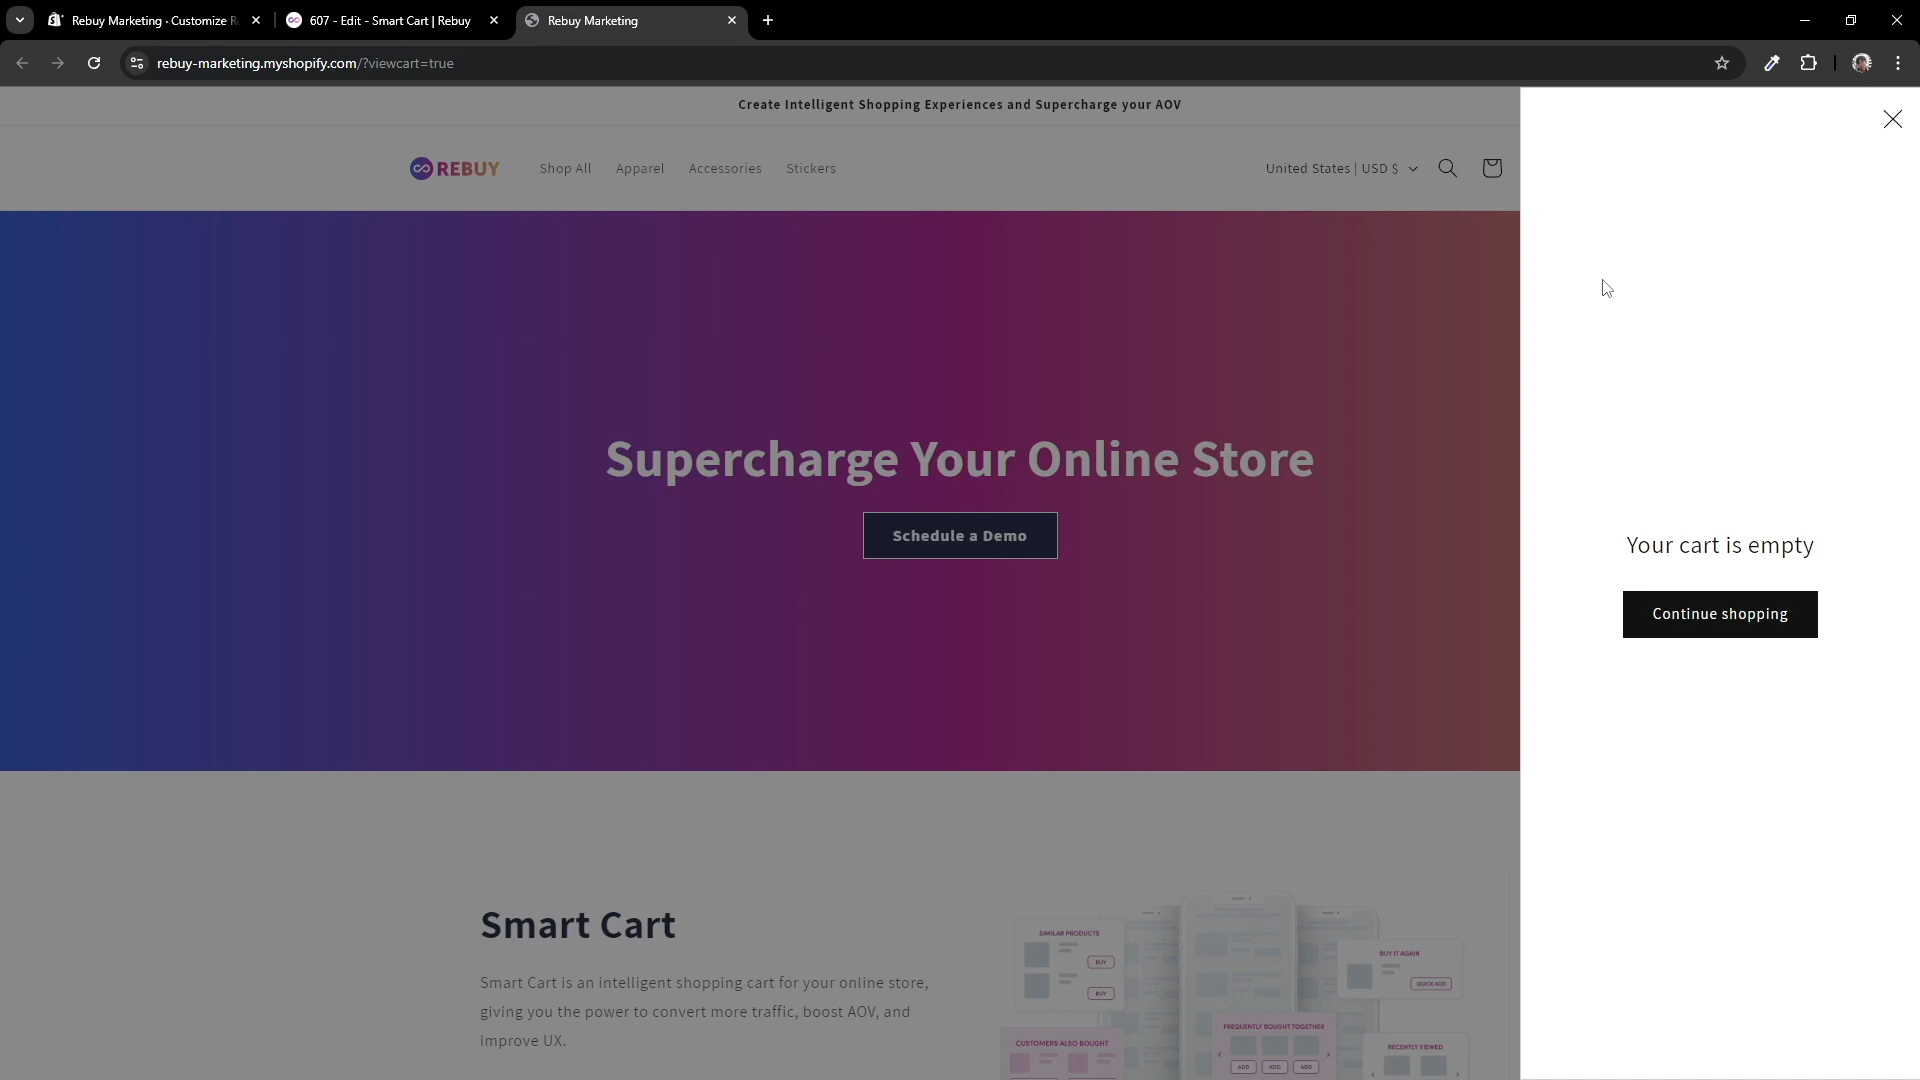 Rebuy Marketing · Customize R
607 - Edit - Smart Cart | Rebuy
Rebuy Marketing
rebuy-marketing.myshopify.com/?viewcart=true
Create Intelligent Shopping Experiences and Supercharge your AOV
REBUY
Shop All
Apparel
Accessories
Stickers
United States | USD $
Supercharge Your Online Store
Schedule a Demo
Your cart is empty
Continue shopping
Smart Cart
Smart Cart is an intelligent shopping cart for your online store,
giving you the power to convert more traffic, boost AOV, and
improve UX.
SIMILAR PRODUCTS
BUY
BUY
BUY IT AGAIN
QUICK ADD
CUSTOMERS ALSO BOUGHT
FREQUENTLY BOUGHT TOGETHER
ADD
ADD
ADD
RECENTLY VIEWED